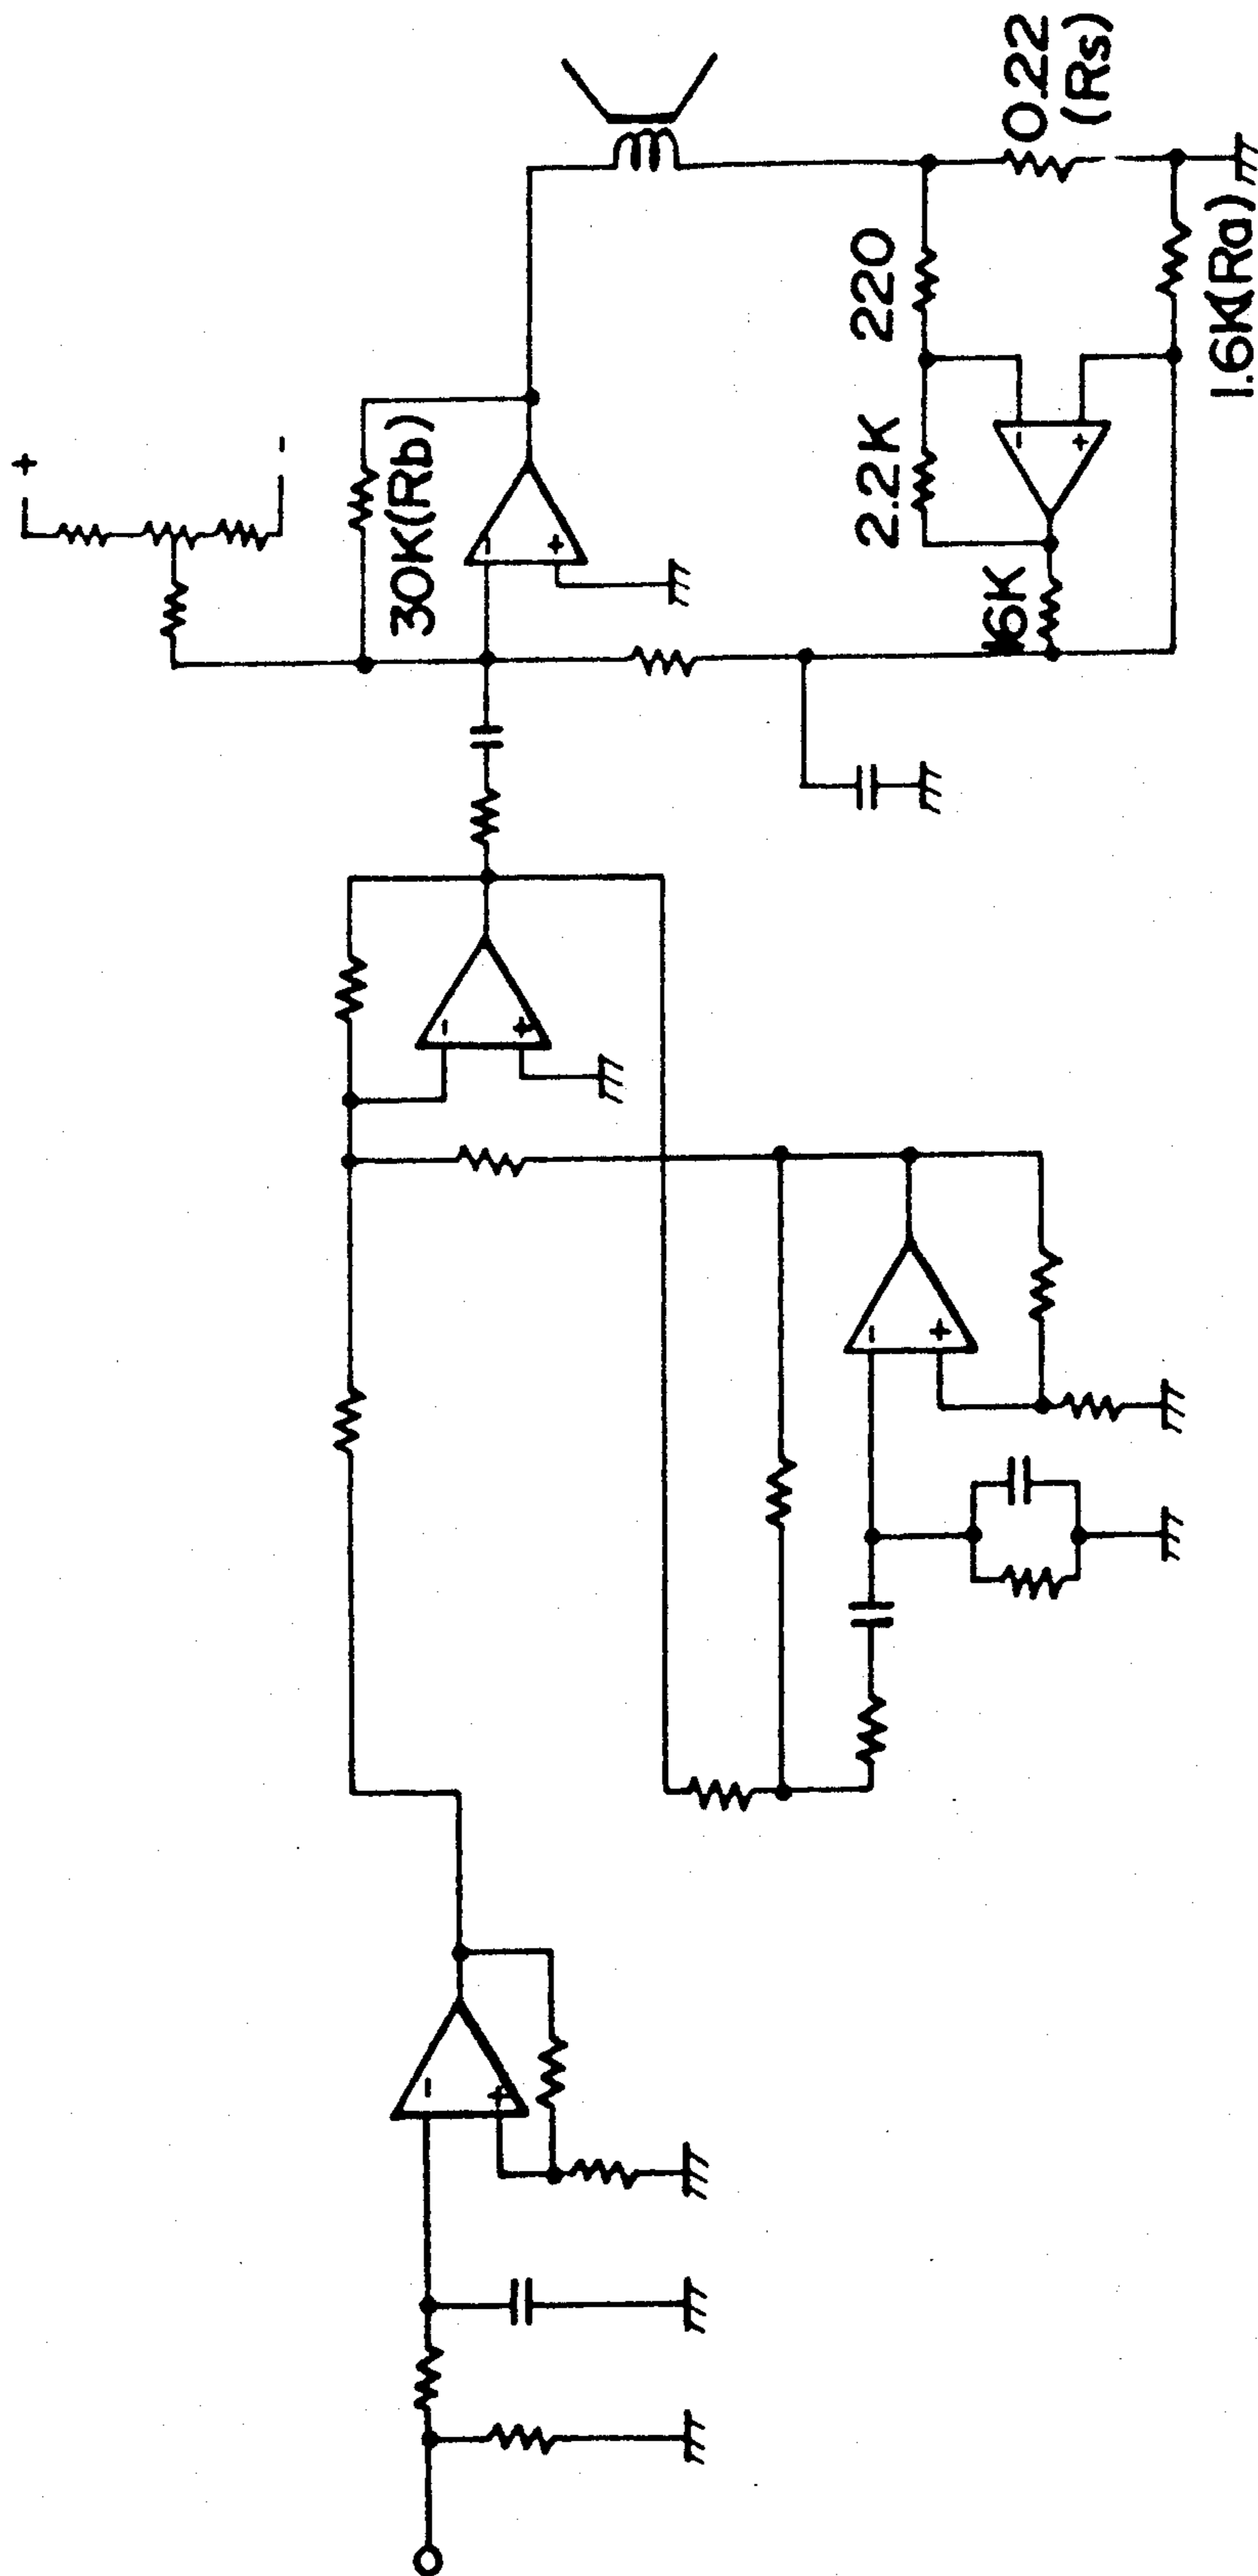 +
−
0.22
(Rs)
220
2.2K
30K(Rb)
−
+
−
+
16K
1.6K(Ra)
−
+
−
+
−
+